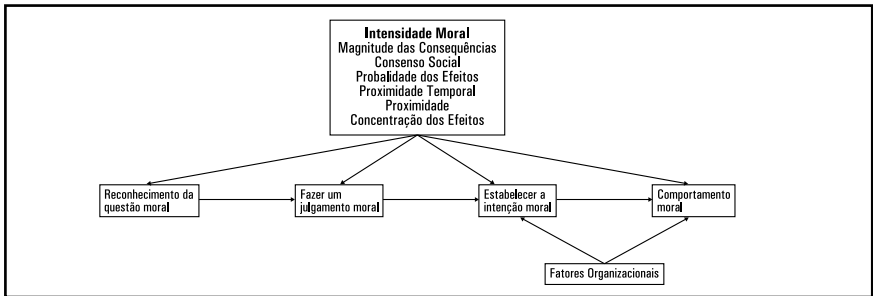 Intensidade Moral
Magnitude das Consequências
Consenso Social
Probalidade dos Efeitos
Proximidade Temporal
Proximidade
Concentração dos Efeitos
Reconhecimento da
questão moral
Fazer um
julgamento moral
Estabelecer a
intenção moral
Comportamento
moral
Fatores Organizacionais